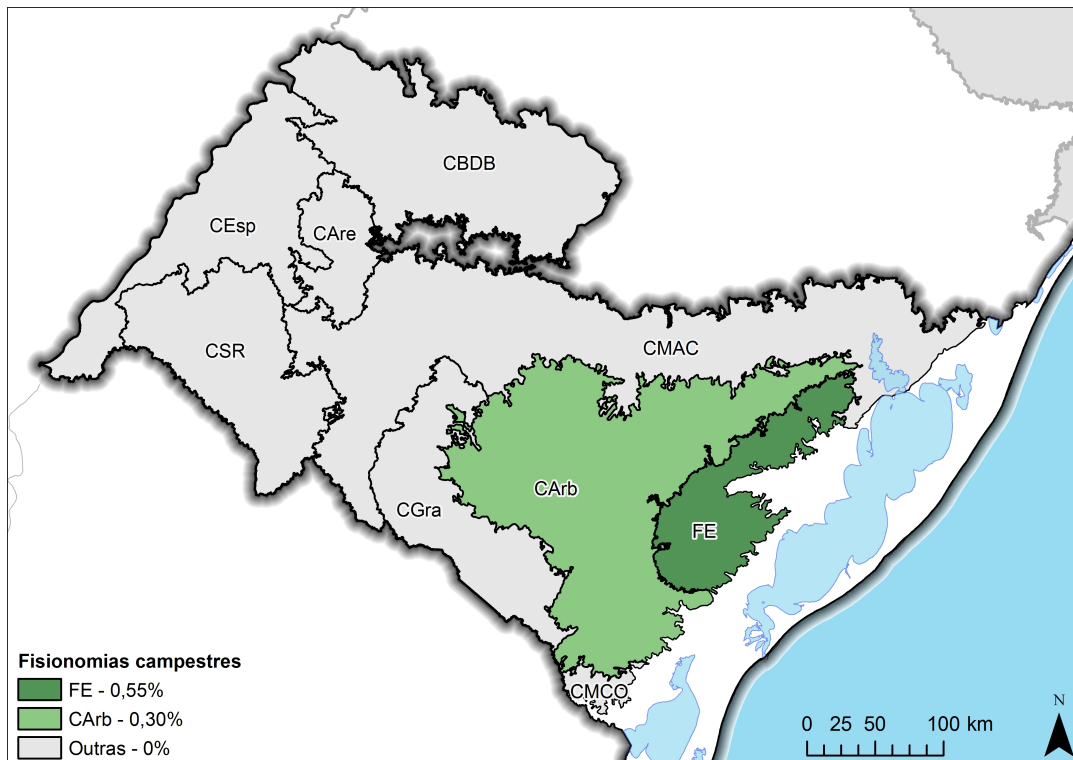 CBDB
CEsp
CAre
CSR
CMAC
CArb
CGra
FE
CMCO
Fisionomias campestres
FE - 0,55%
CArb - 0,30%
Outras - 0%
0 25 50 100 km
N